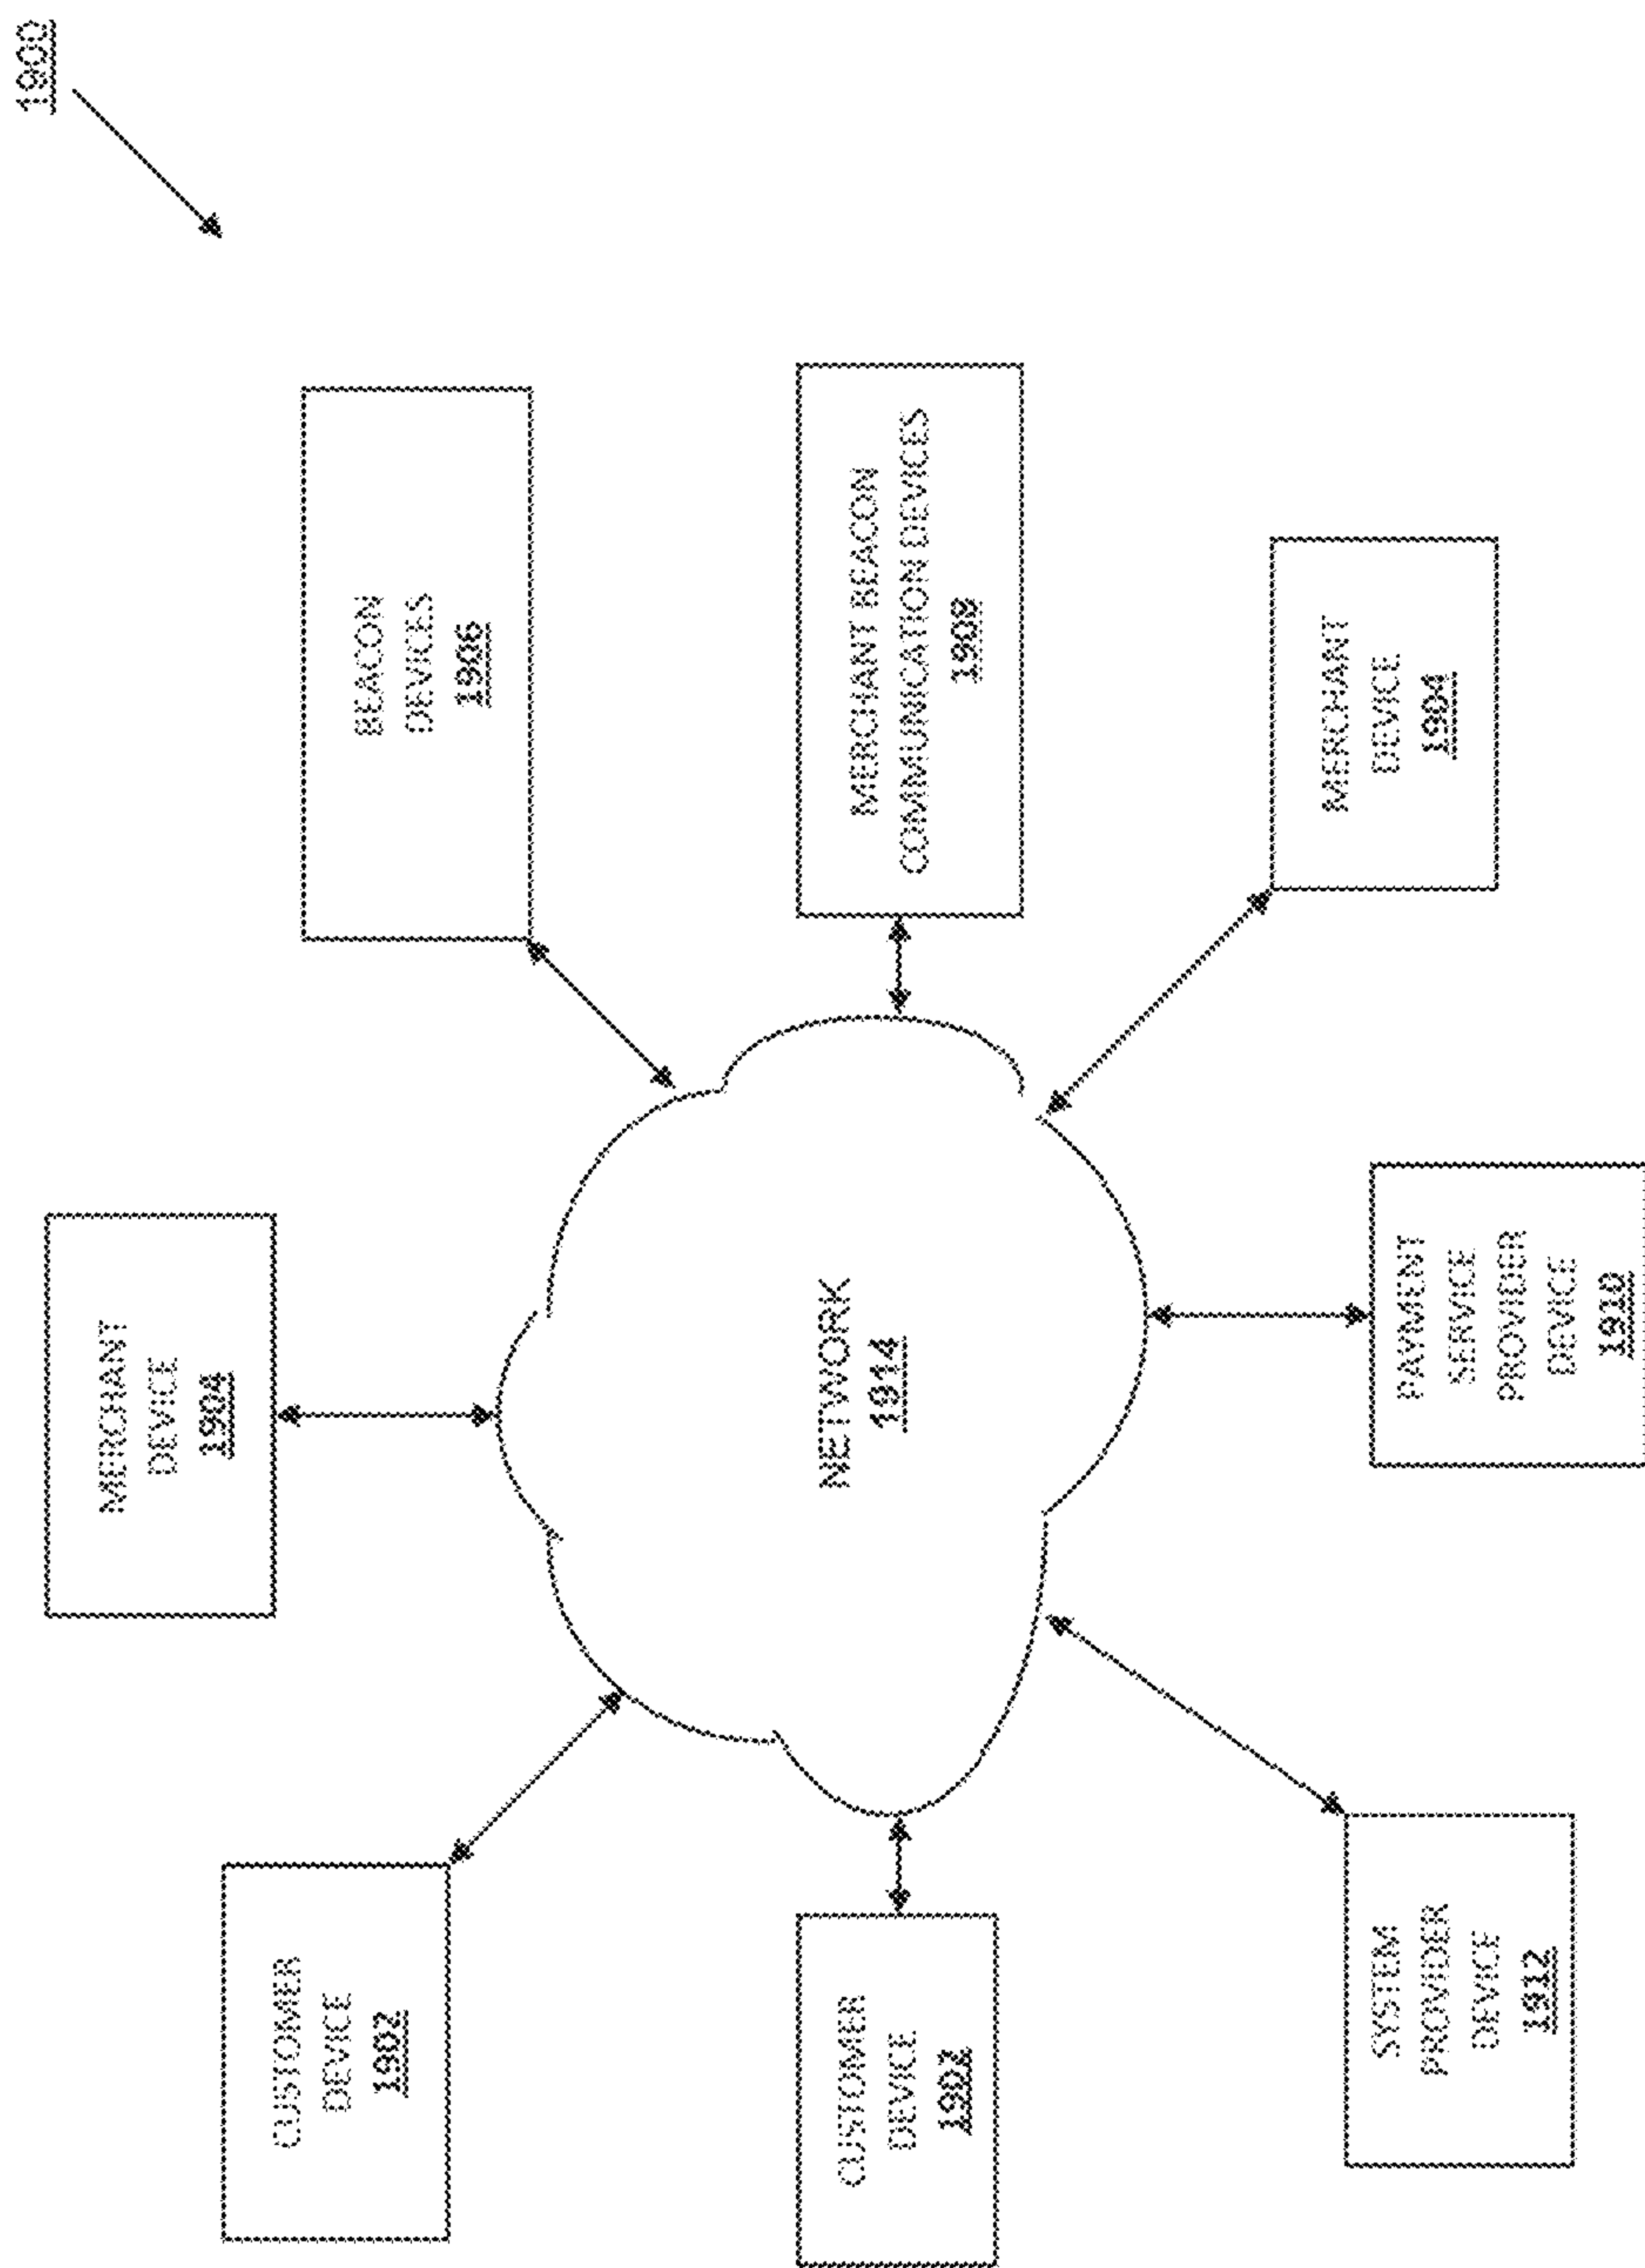 1900
MERCHANT
DEVICE
1904
CUSTOMER
DEVICE
1902
BEACON
DEVICES
1906
CUSTOMER
DEVICE
1902
NETWORK
1914
MERCHANT BEACON
COMMUNICATION DEVICES
1908
SYSTEM
PROVIDER
DEVICE
1912
PAYMENT
SERVICE
PROVIDER
DEVICE
1910
MERCHANT
DEVICE
1904